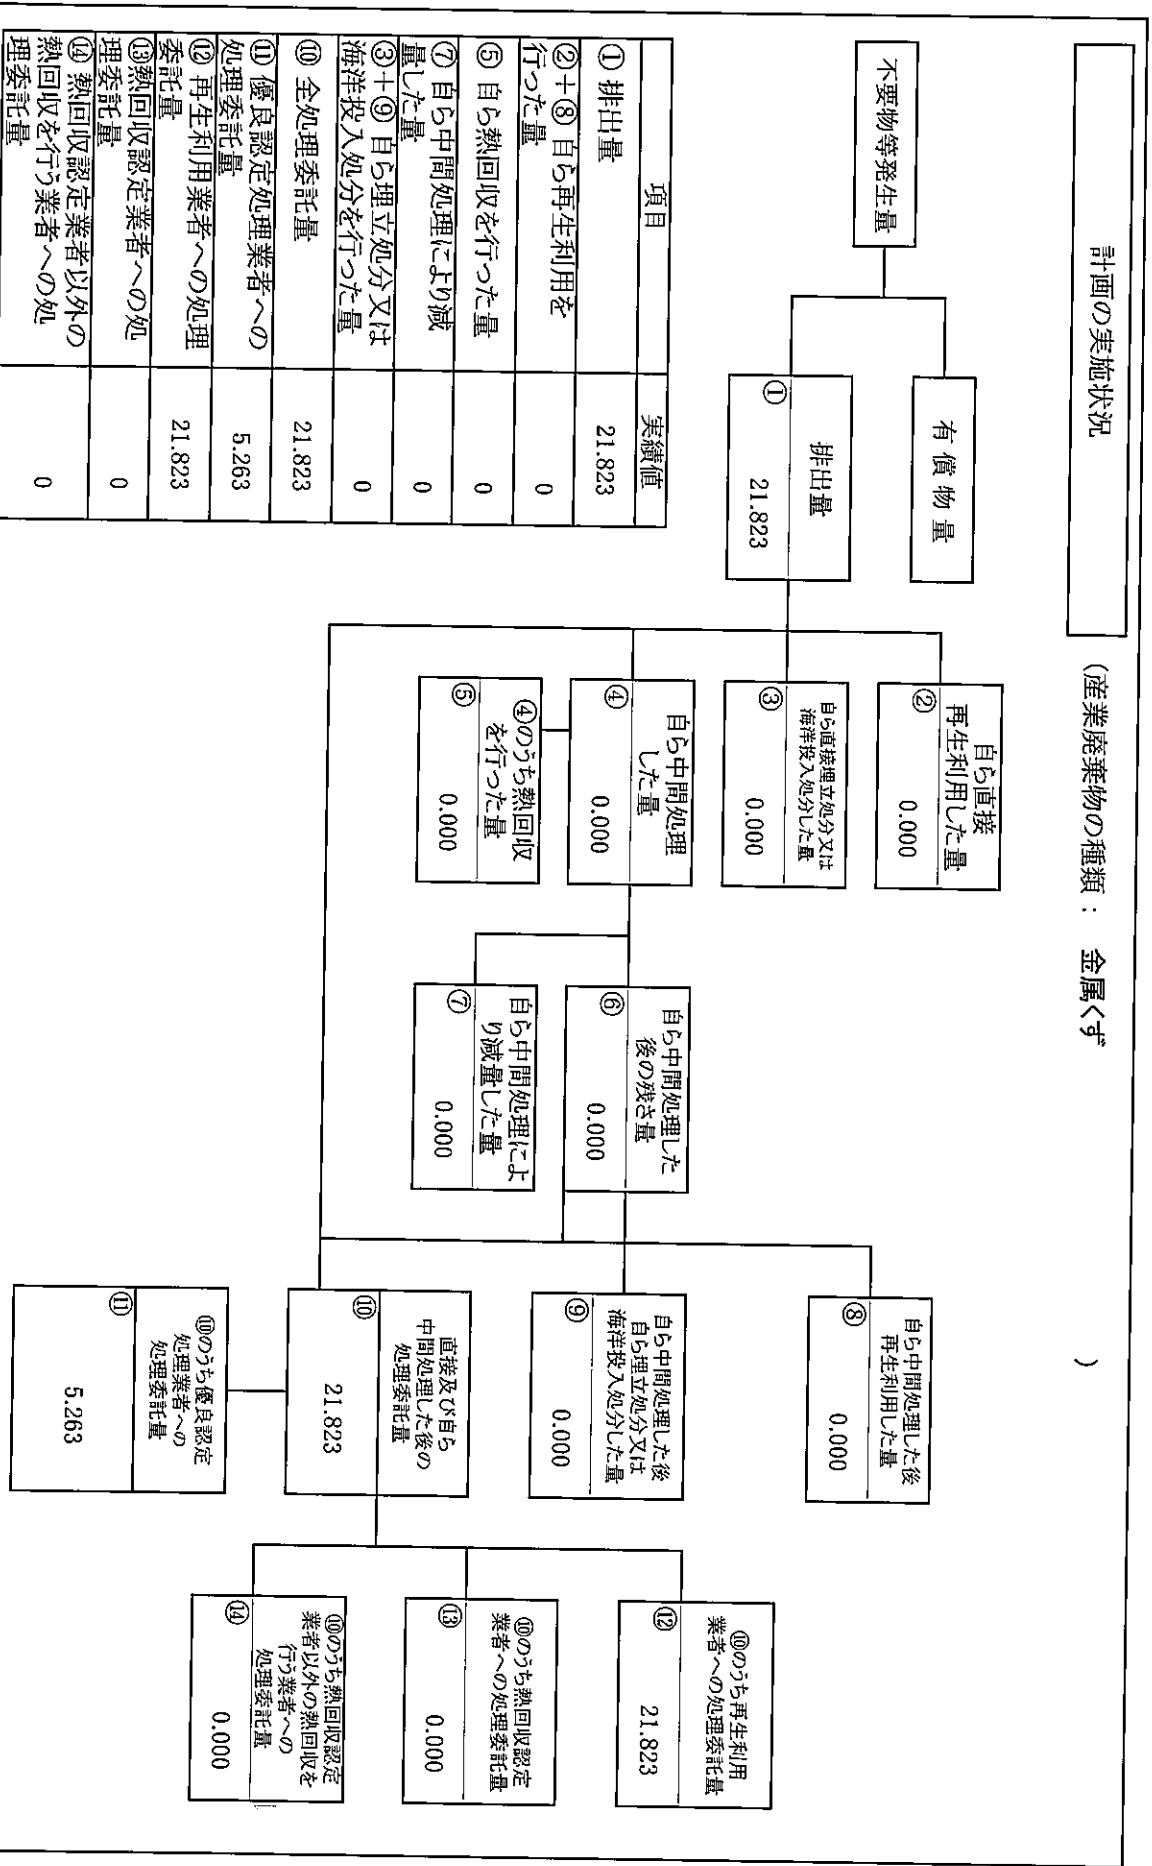 計画の実施状況
（産業廃棄物の種類： 金属くず ）
不要物等発生量
有 償 物 量
排出量
① 21.823
自ら直接
再生利用した量
② 0.000
自ら直接埋立処分又は
海洋投入処分した量
③ 0.000
自ら中間処理
した量
④ 0.000
④のうち熱回収
を行った量
⑤ 0.000
自ら中間処理した
後の残さ量
⑥ 0.000
自ら中間処理によ
り減量した量
⑦ 0.000
自ら中間処理した後
再生利用した量
⑧ 0.000
自ら中間処理した後
自ら埋立処分又は
海洋投入処分した量
⑨ 0.000
直接及び自ら
中間処理した後の
処理委託量
⑩ 21.823
⑩のうち優良認定
処理業者への
処理委託量
⑪ 5.263
⑩のうち再生利用
業者への処理委託量
⑫ 21.823
⑩のうち熱回収認定
業者への処理委託量
⑬ 0.000
⑩のうち熱回収認定
業者以外の熱回収を
行う業者への
処理委託量
⑭ 0.000
項目 実績値
① 排出量 21.823
②＋⑧ 自ら再生利用を
行った量 0
⑤ 自ら熱回収を行った量 0
⑦ 自ら中間処理により減
量した量 0
③＋⑨ 自ら埋立処分又は
海洋投入処分を行った量 0
⑩ 全処理委託量 21.823
⑪ 優良認定処理業者への
処理委託量 5.263
⑫ 再生利用業者への処理
委託量 21.823
⑬熱回収認定業者への処
理委託量 0
⑭ 熱回収認定業者以外の
熱回収を行う業者への処
理委託量 0